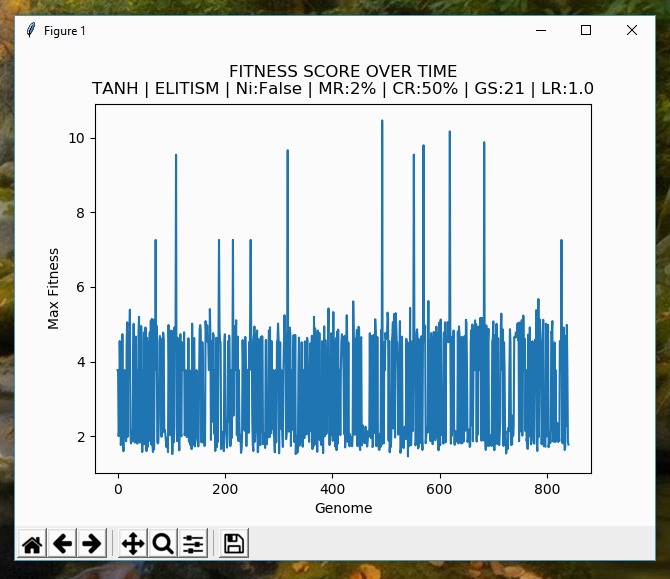 Figure 1
FITNESS SCORE OVER TIME
TANH | ELITISM | Ni:False | MR:2% | CR:50% | GS:21 | LR:1.0
Max Fitness
10
8
6
4
2
0
200
400
600
800
Genome